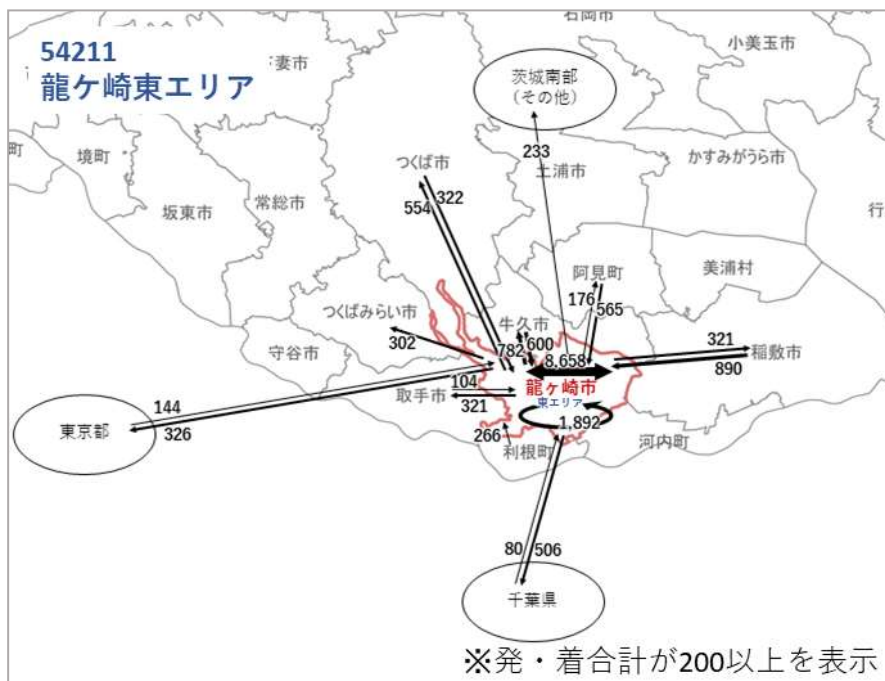 54211
龍ケ崎東エリア
妻市
石岡市
小美玉市
茨城南部
(その他)
町
境町
つくば市
233
土浦市
かすみがうら市
坂東市
常総市
554
322
行
阿見町
美浦村
176
565
つくばみらい市
牛久市
守谷市
302
782
600
8,658
321
稲敷市
890
龍ヶ崎市
東エリア
104
取手市
321
144
東京都
326
1,892
266
利根町
河内町
80
506
千葉県
※発・着合計が200以上を表示